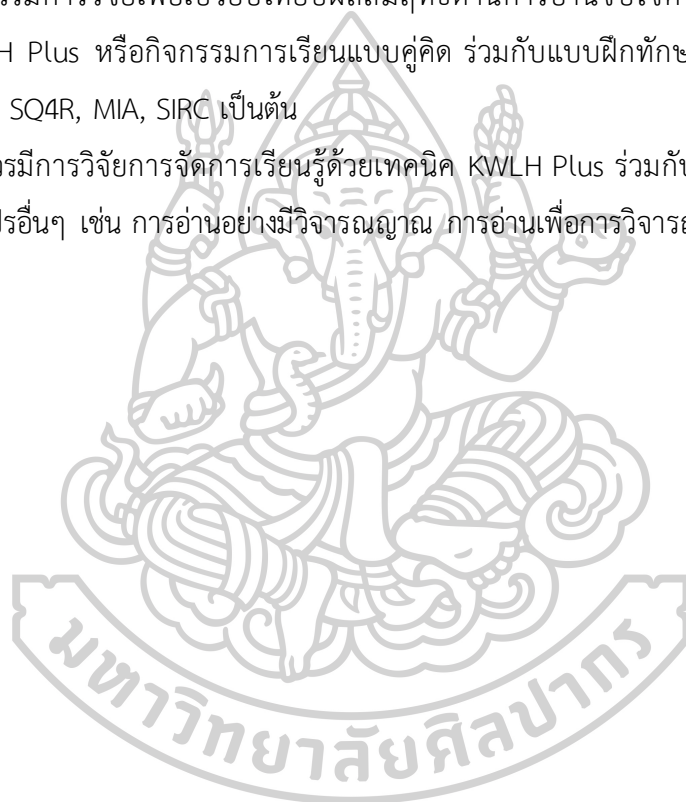 H Plus หรือกิจกรรมการเรียนแบบคู่คิด ร่วมกับแบบฝึกทักษ
SQ4R, MIA, SIRC เป็นต้น
รมีการวิจัยการจัดการเรียนรู้ด้วยเทคนิค KWLH Plus ร่วมกับ
ปรอื่นๆ เช่น การอ่านอย่างมีวิจารณญาณ การอ่านเพื่อการวิจารณ
มหาวิทยาลัยศิลปากร